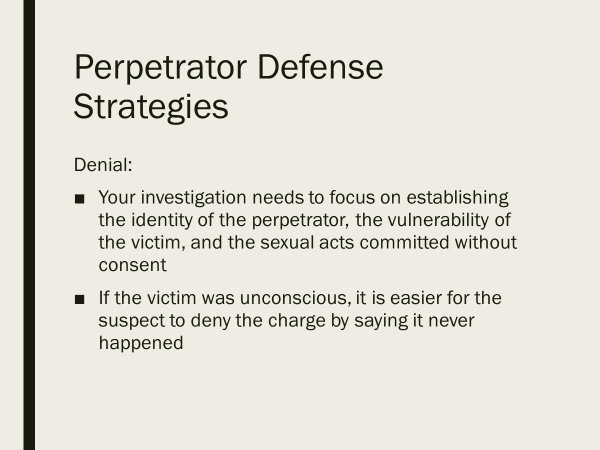 Perpetrator Defense
Strategies
Denial:
■ Your investigation needs to focus on establishing
the identity of the perpetrator, the vulnerability of
the victim, and the sexual acts committed without
consent
■ If the victim was unconscious, it is easier for the
suspect to deny the charge by saying it never
happened